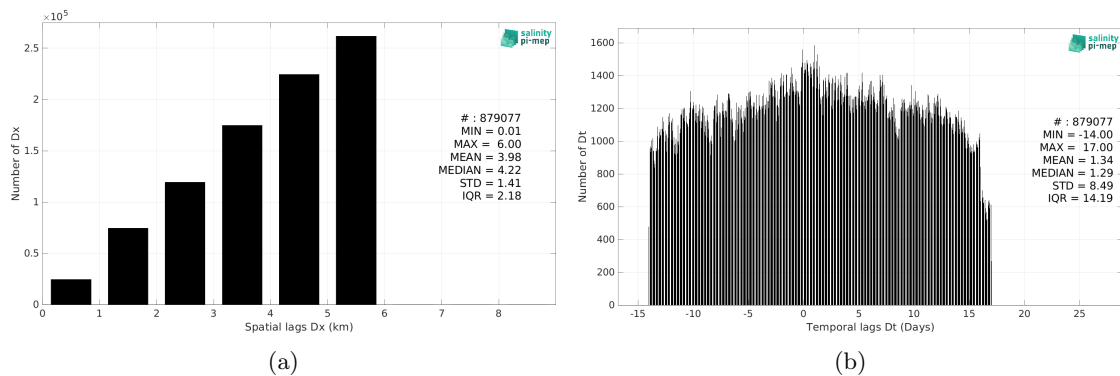 ×10⁵
2.5
2
1.5
1
0.5
0
0 1 2 3 4 5 6 7 8
Number of Dx
Spatial lags Dx (km)
salinity
pi-mep
# : 879077
MIN = 0.01
MAX = 6.00
MEAN = 3.98
MEDIAN = 4.22
STD = 1.41
IQR = 2.18
(a)
1600
1400
1200
1000
800
600
400
200
0
-15 -10 -5 0 5 10 15 20 25
Number of Dt
Temporal lags Dt (Days)
salinity
pi-mep
# : 879077
MIN = -14.00
MAX = 17.00
MEAN = 1.34
MEDIAN = 1.29
STD = 8.49
IQR = 14.19
(b)